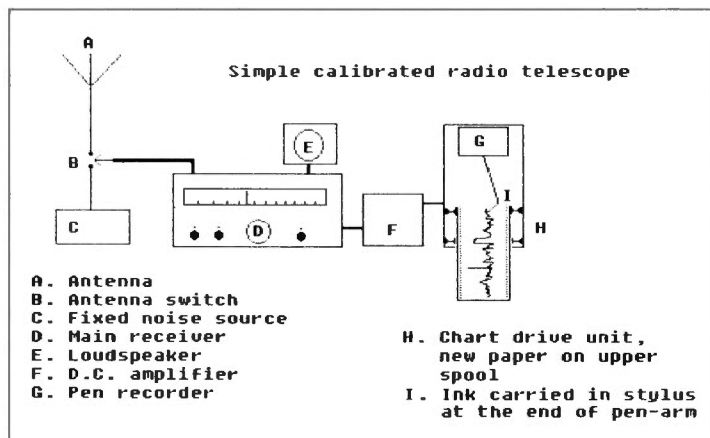 A
Simple calibrated radio telescope
B
C
D
E
F
G
I
H
A. Antenna
B. Antenna switch
C. Fixed noise source
D. Main receiver
E. Loudspeaker
F. D.C. amplifier
G. Pen recorder
H. Chart drive unit,
new paper on upper
spool
I. Ink carried in stylus
at the end of pen-arm